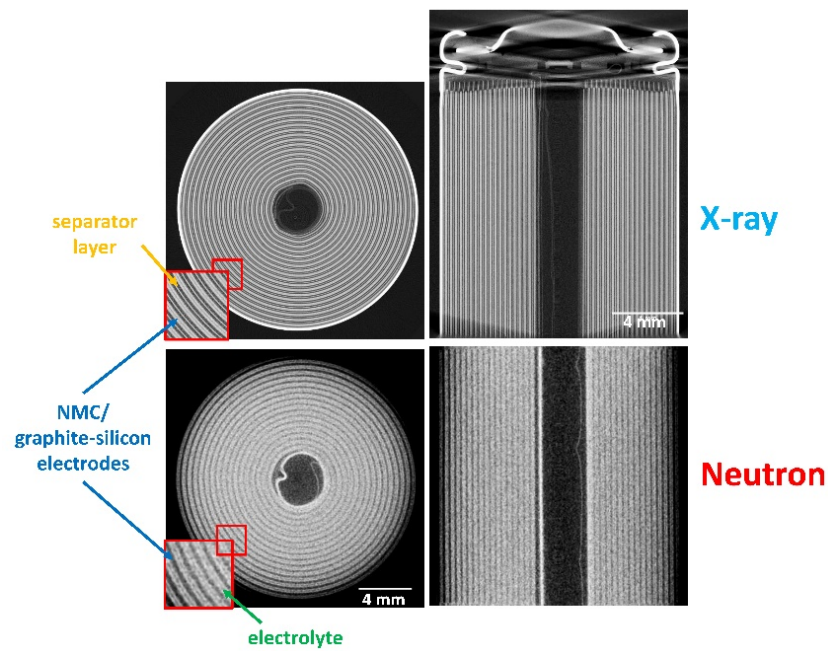 separator
layer
X-ray
4 mm
NMC/
graphite-silicon
electrodes
Neutron
4 mm
electrolyte